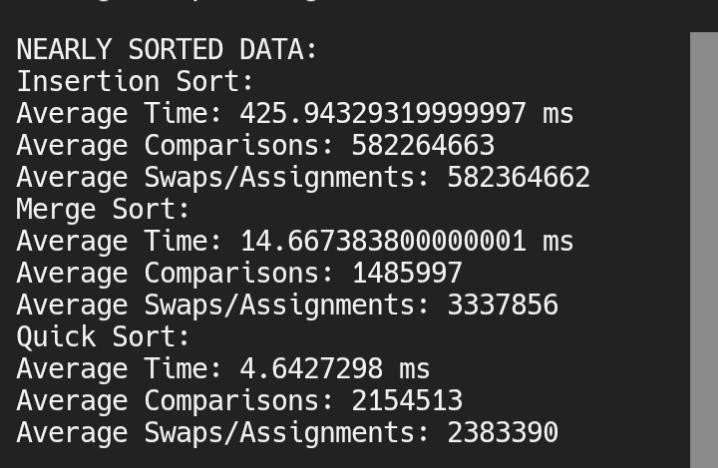 NEARLY SORTED DATA:
Insertion Sort:
Average Time: 425.94329319999997 ms
Average Comparisons: 582264663
Average Swaps/Assignments: 582364662
Merge Sort:
Average Time: 14.667383800000001 ms
Average Comparisons: 1485997
Average Swaps/Assignments: 3337856
Quick Sort:
Average Time: 4.6427298 ms
Average Comparisons: 2154513
Average Swaps/Assignments: 2383390